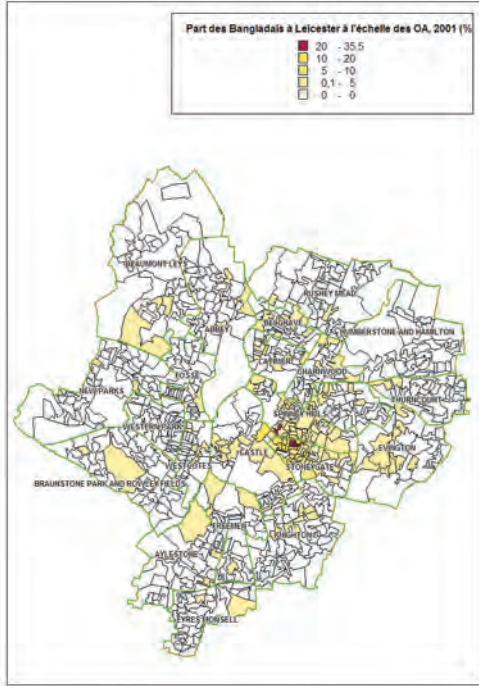 Part des Bangladais à Leicester à l'échelle des OA, 2001 (%
20 - 35,5
10 - 20
5 - 10
0,1 - 5
0 - 0
BEAUMONT LEYS
RUSHEY MEAD
ABBEY
BELGRAVE
HUMBERSTONE AND HAMILTON
LATIMER
CHARNWOOD
FOSSE
NEW PARKS
THURNCOURT
SPINNEY HILL
WESTERN PARK
EVINGTON
CASTLE
WESTCOTES
STONEYGATE
BRAUNSTONE PARK AND ROWLEY FIELDS
FREEMEN
KNIGHTON
AYLESTONE
EYRES MONSELL